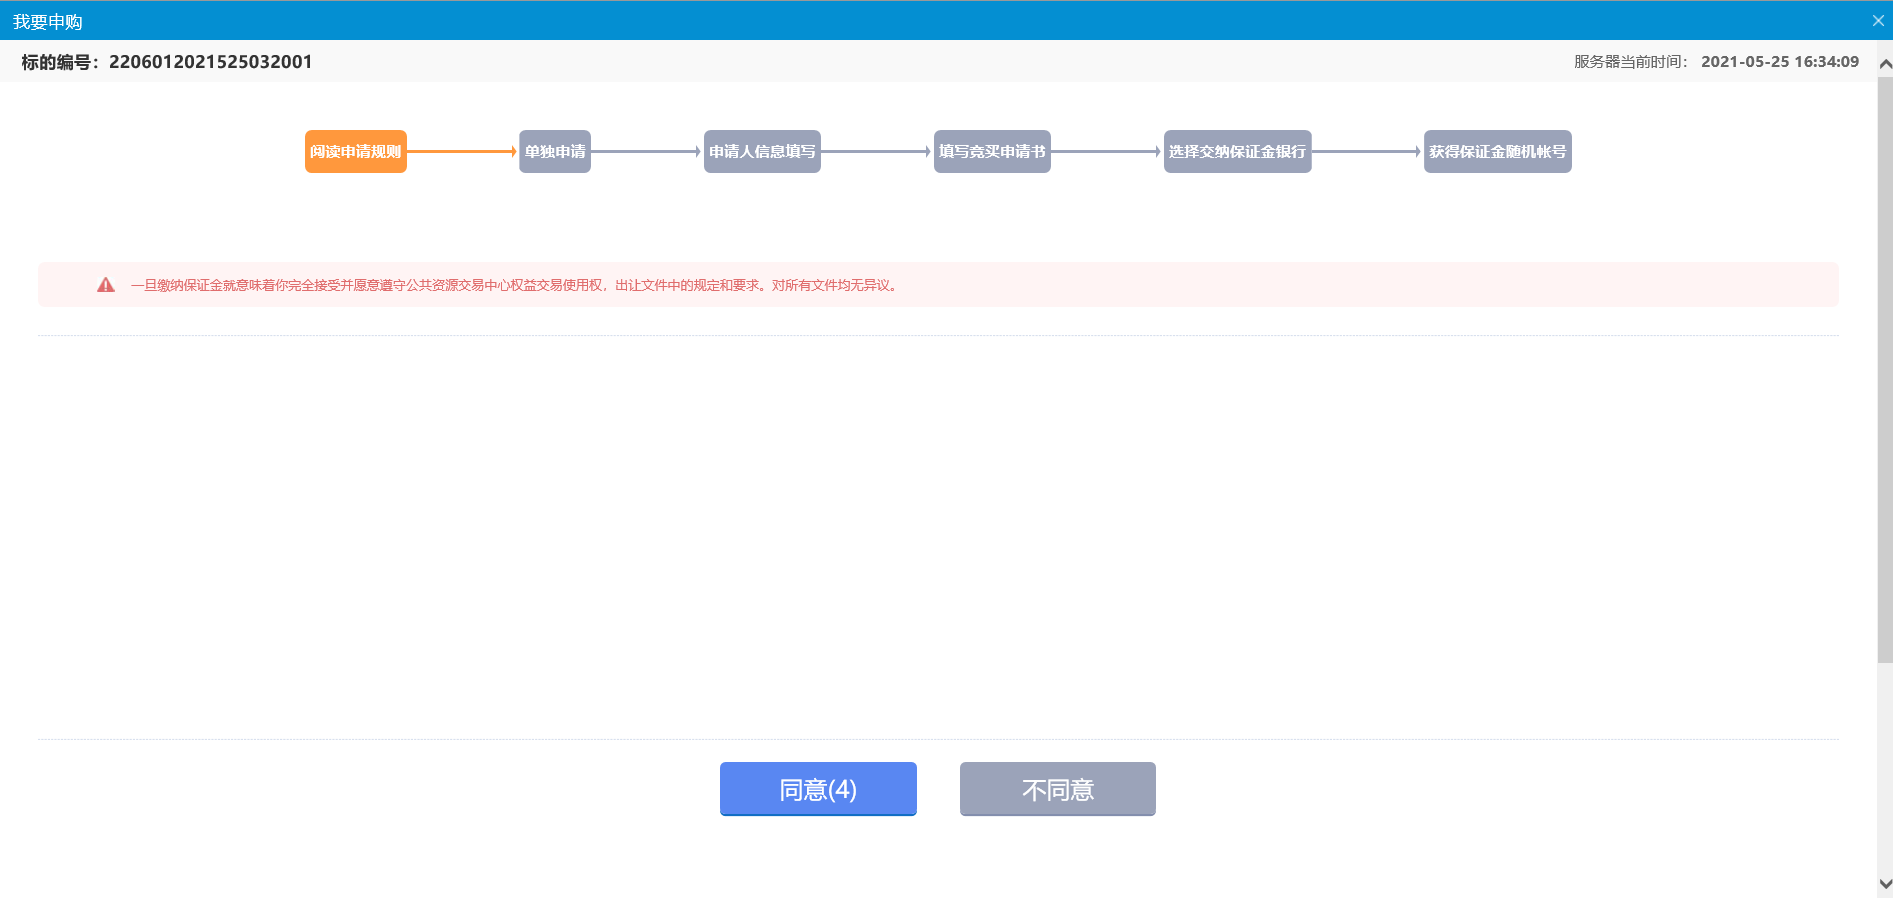 我要申购
标的编号：2206012021525032001
服务器当前时间： 2021-05-25 16:34:09
阅读申请规则
单独申请
申请人信息填写
填写竞买申请书
选择交纳保证金银行
获得保证金随机帐号
一旦缴纳保证金就意味着你完全接受并愿意遵守公共资源交易中心权益交易使用权，出让文件中的规定和要求。对所有文件均无异议。
同意(4)
不同意